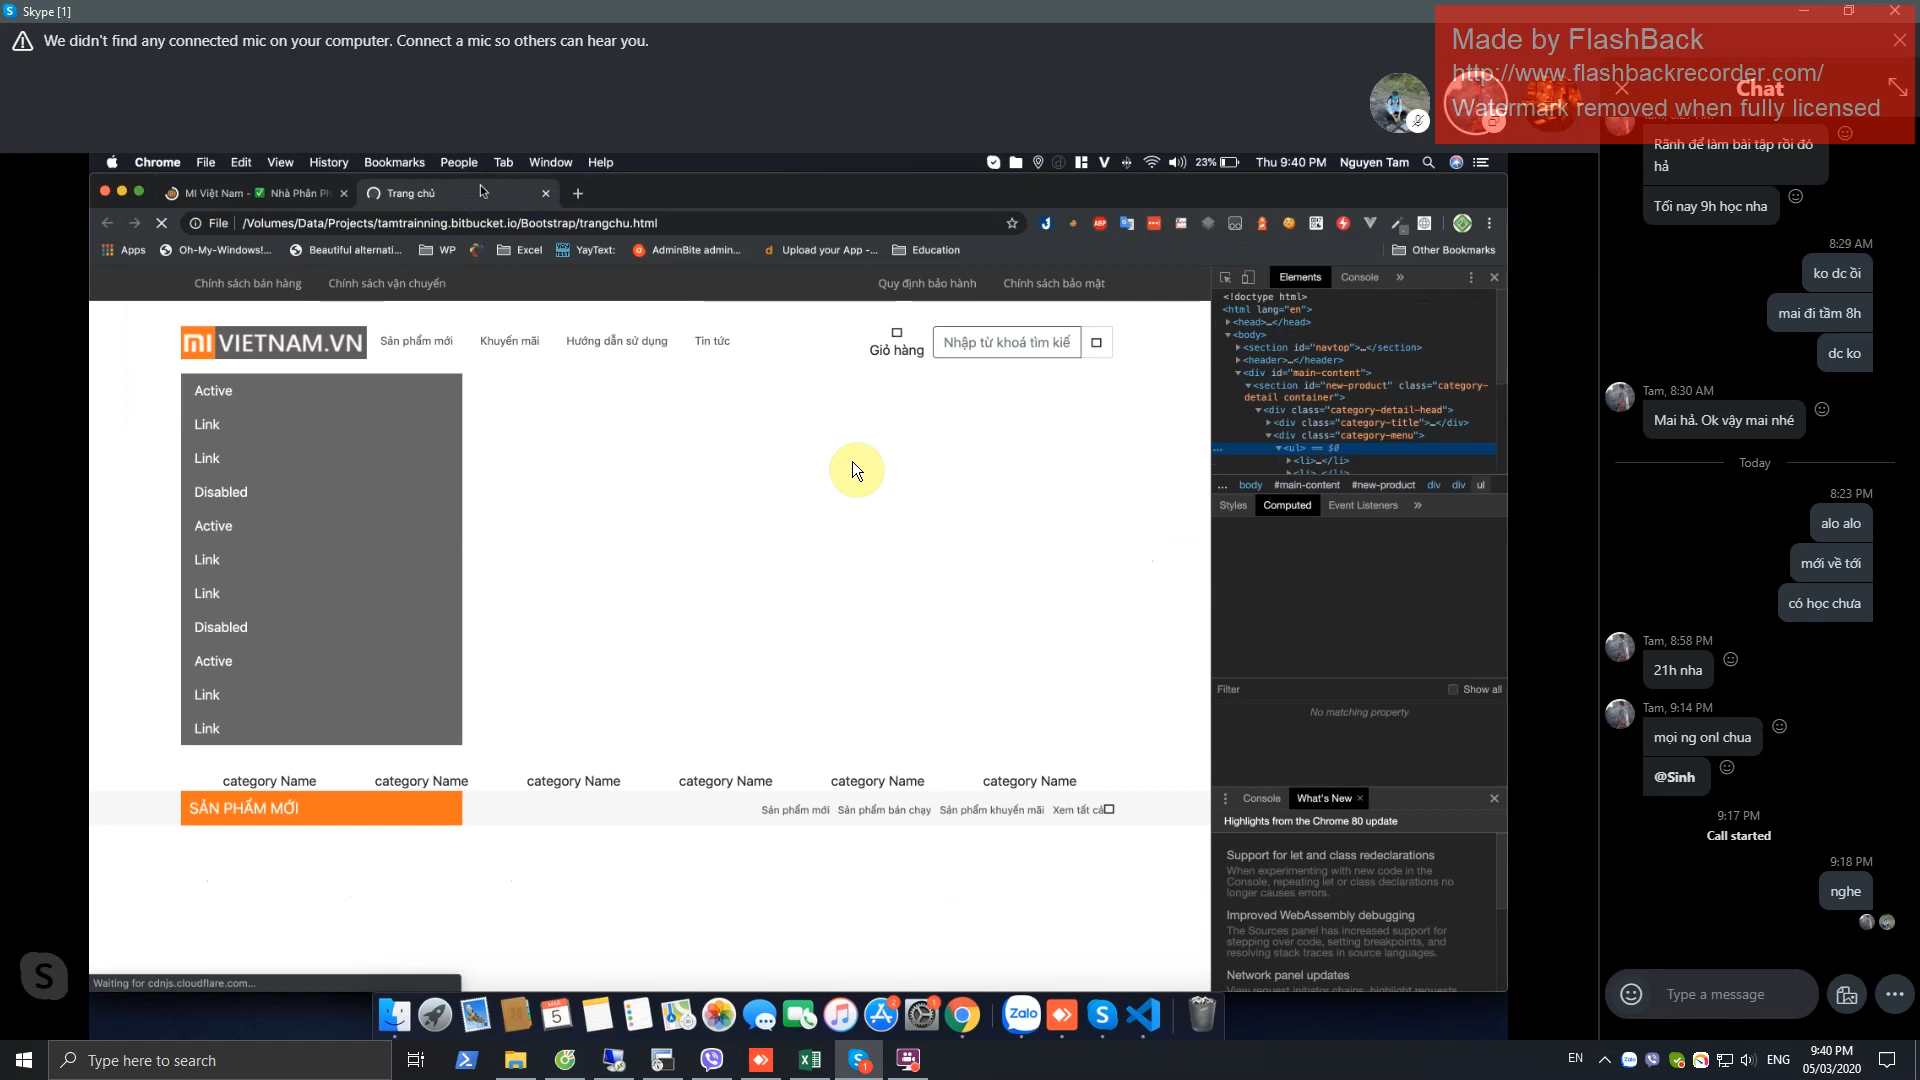 Skype [1]
We didn't find any connected mic on your computer. Connect a mic so others can hear you.
Made by FlashBack
http://www.flashbackrecorder.com/
Watermark removed when fully licensed
Chat
Chrome File Edit View History Bookmarks People Tab Window Help
23% Thu 9:40 PM Nguyen Tam
MI Việt Nam - ✅ Nhà Phân Ph
Trang chủ
File /Volumes/Data/Projects/tamtrainning.bitbucket.io/Bootstrap/trangchu.html
Apps Oh-My-Windows!... Beautiful alternati... WP Excel YayText: AdminBite admin... Upload your App -... Education Other Bookmarks
Chính sách bán hàng Chính sách vận chuyển Quy định bảo hành Chính sách bảo mật
MI VIETNAM.VN Sản phẩm mới Khuyến mãi Hướng dẫn sử dụng Tin tức Giỏ hàng Nhập từ khoá tìm kiế
Active
Link
Link
Disabled
Active
Link
Link
Disabled
Active
Link
Link
category Name category Name category Name category Name category Name category Name
SẢN PHẨM MỚI Sản phẩm mới Sản phẩm bán chạy Sản phẩm khuyến mãi Xem tất cả
Waiting for cdnjs.cloudflare.com...
Elements Console »
<!doctype html>
<html lang="en">
<head>…</head>
<body>
<section id="navtop">…</section>
<header>…</header>
<div id="main-content">
<section id="new-product" class="category-
detail container">
<div class="category-detail-head">
<div class="category-title">…</div>
<div class="category-menu">
<ul> == $0
<li>…</li>
... body #main-content #new-product div div ul
Styles Computed Event Listeners »
Filter Show all
No matching property
Console What's New ×
Highlights from the Chrome 80 update
Support for let and class redeclarations
When experimenting with new code in the
Console, repeating let or class declarations no
longer causes errors.
Improved WebAssembly debugging
The Sources panel has increased support for
stepping over code, setting breakpoints, and
resolving stack traces in source languages.
Network panel updates
View request initiator chains, highlight requests
Rãnh để làm bài tập rồi đó
hả
Tối nay 9h học nha
8:29 AM
ko dc ồi
mai đi tầm 8h
dc ko
Tam, 8:30 AM
Mai hả. Ok vậy mai nhé
Today
8:23 PM
alo alo
mới về tới
có học chưa
Tam, 8:58 PM
21h nha
Tam, 9:14 PM
mọi ng onl chua
@Sinh
9:17 PM
Call started
9:18 PM
nghe
Type a message
MAR
5
Zalo
Type here to search
EN ENG
9:40 PM
05/03/2020